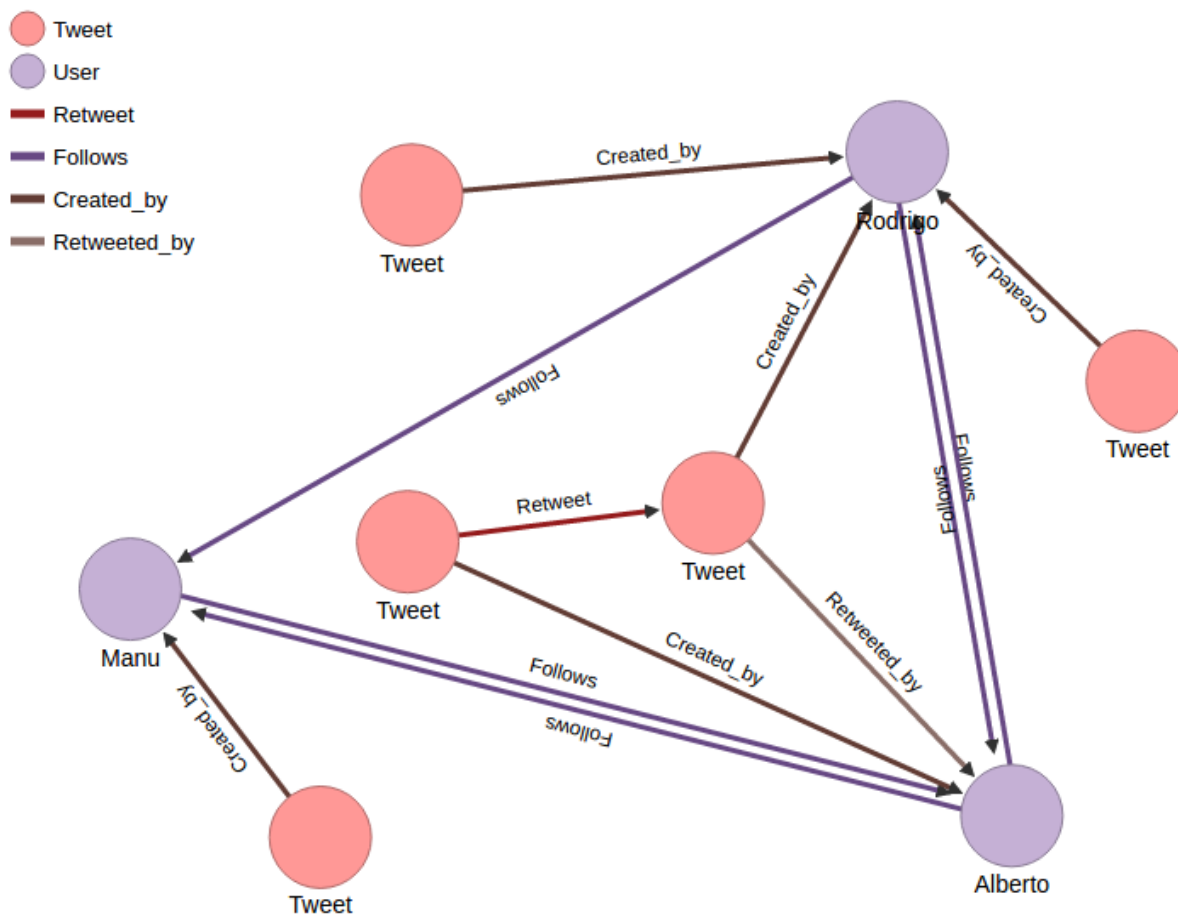 Tweet
User
Retweet
Follows
Created_by
Retweeted_by
Created_by
Rodrigo
Tweet
Created_by
Created_by
Follows
Tweet
Follows
Follows
Retweet
Tweet
Tweet
Manu
Created_by
Retweeted_by
Follows
Follows
Created_by
Alberto
Tweet